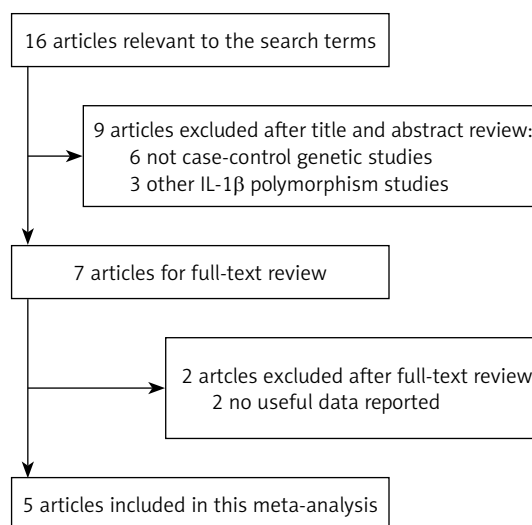 16 articles relevant to the search terms
9 articles excluded after title and abstract review:
6 not case-control genetic studies
3 other IL-1β polymorphism studies
7 articles for full-text review
2 artcles excluded after full-text review
2 no useful data reported
5 articles included in this meta-analysis